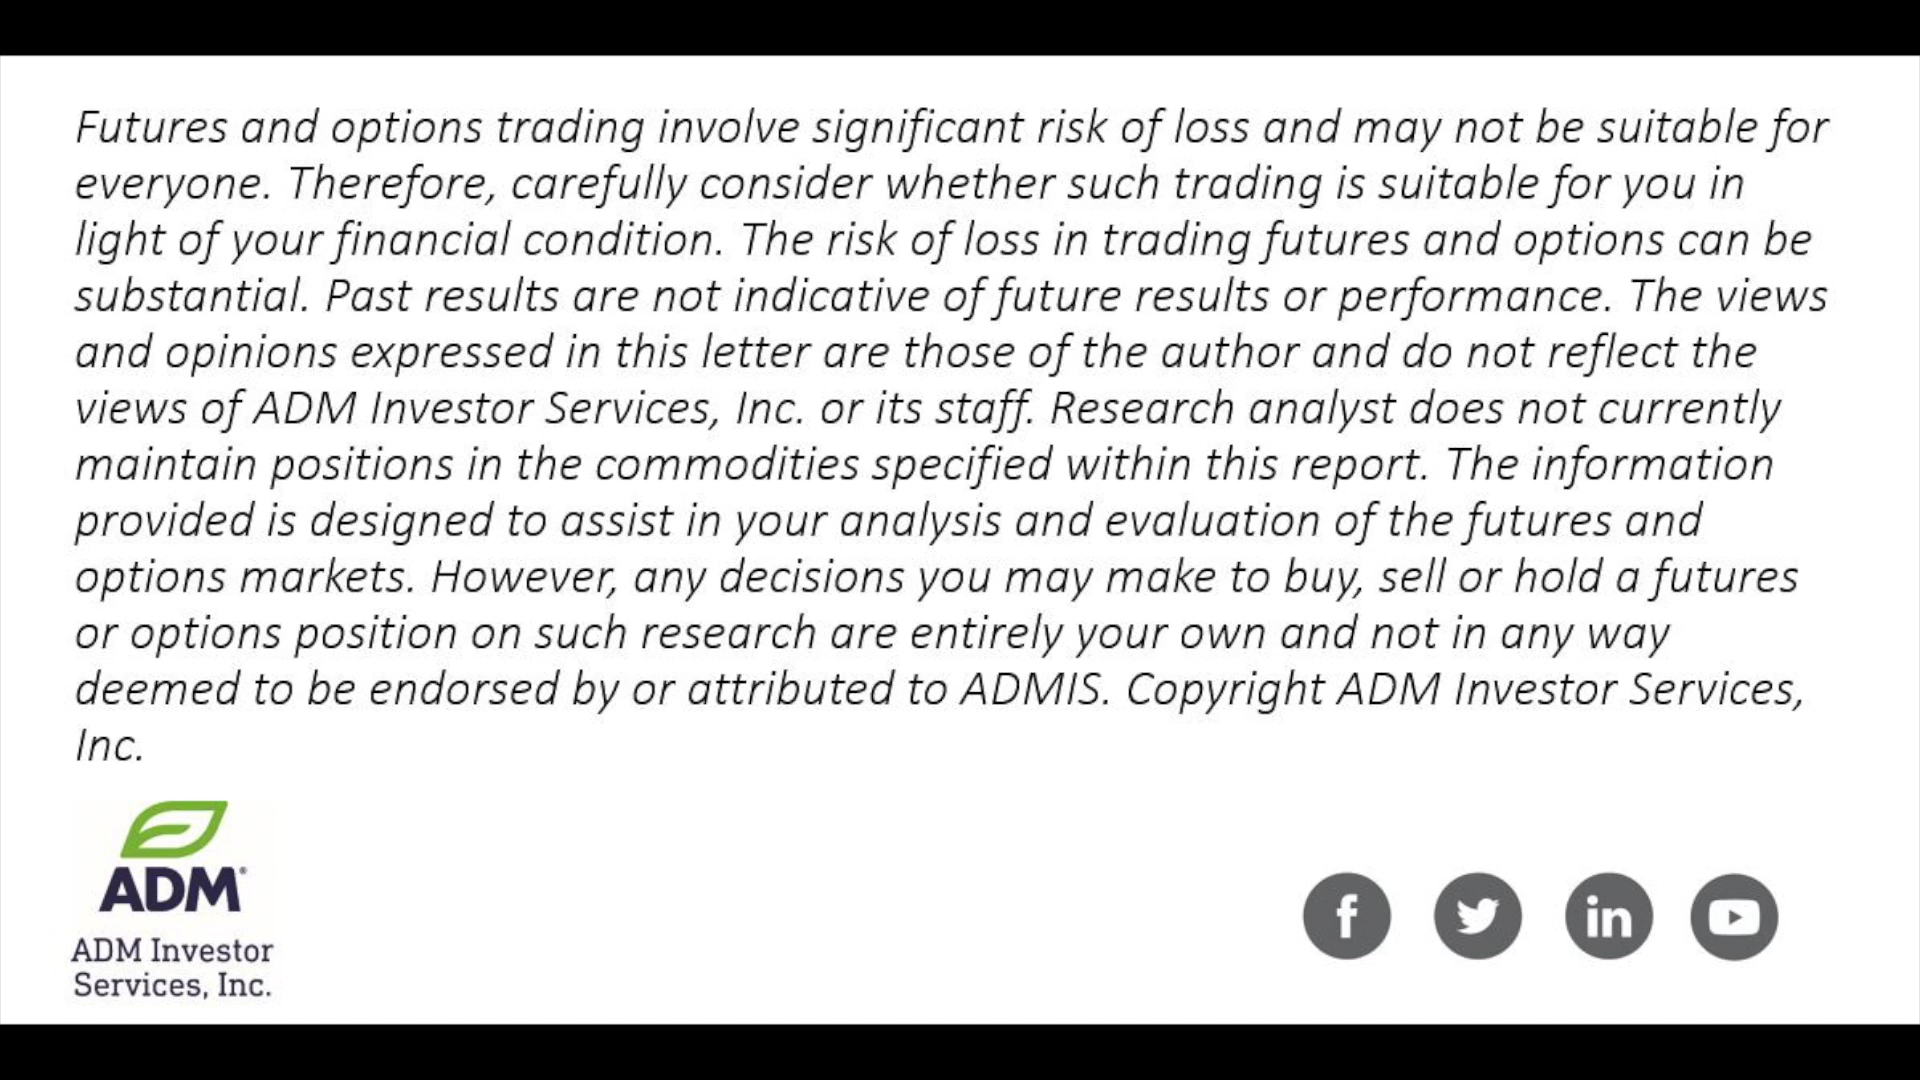 Futures and options trading involve significant risk of loss and may not be suitable for
everyone. Therefore, carefully consider whether such trading is suitable for you in
light of your financial condition. The risk of loss in trading futures and options can be
substantial. Past results are not indicative of future results or performance. The views
and opinions expressed in this letter are those of the author and do not reflect the
views of ADM Investor Services, Inc. or its staff. Research analyst does not currently
maintain positions in the commodities specified within this report. The information
provided is designed to assist in your analysis and evaluation of the futures and
options markets. However, any decisions you may make to buy, sell or hold a futures
or options position on such research are entirely your own and not in any way
deemed to be endorsed by or attributed to ADMIS. Copyright ADM Investor Services,
Inc.
ADM®
ADM Investor
Services, Inc.
f
in